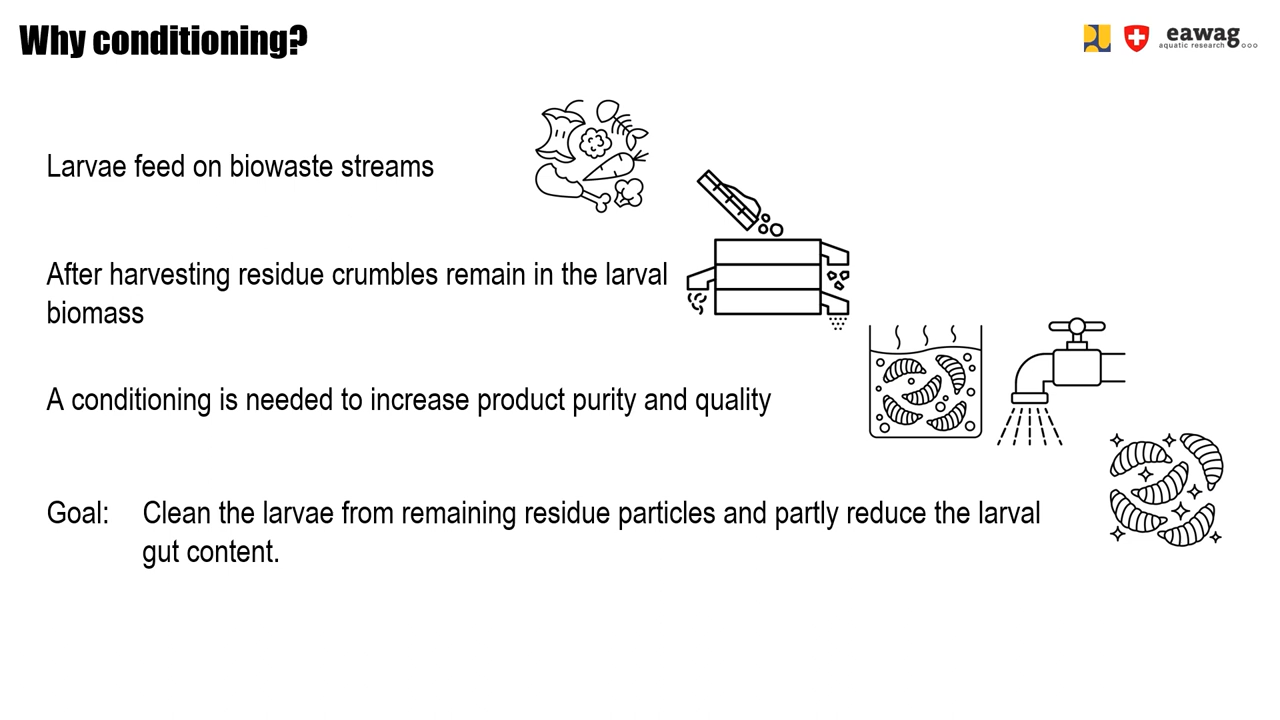 Why conditioning?
eawag
aquatic research
Larvae feed on biowaste streams
After harvesting residue crumbles remain in the larval
biomass
A conditioning is needed to increase product purity and quality
Goal: Clean the larvae from remaining residue particles and partly reduce the larval
gut content.